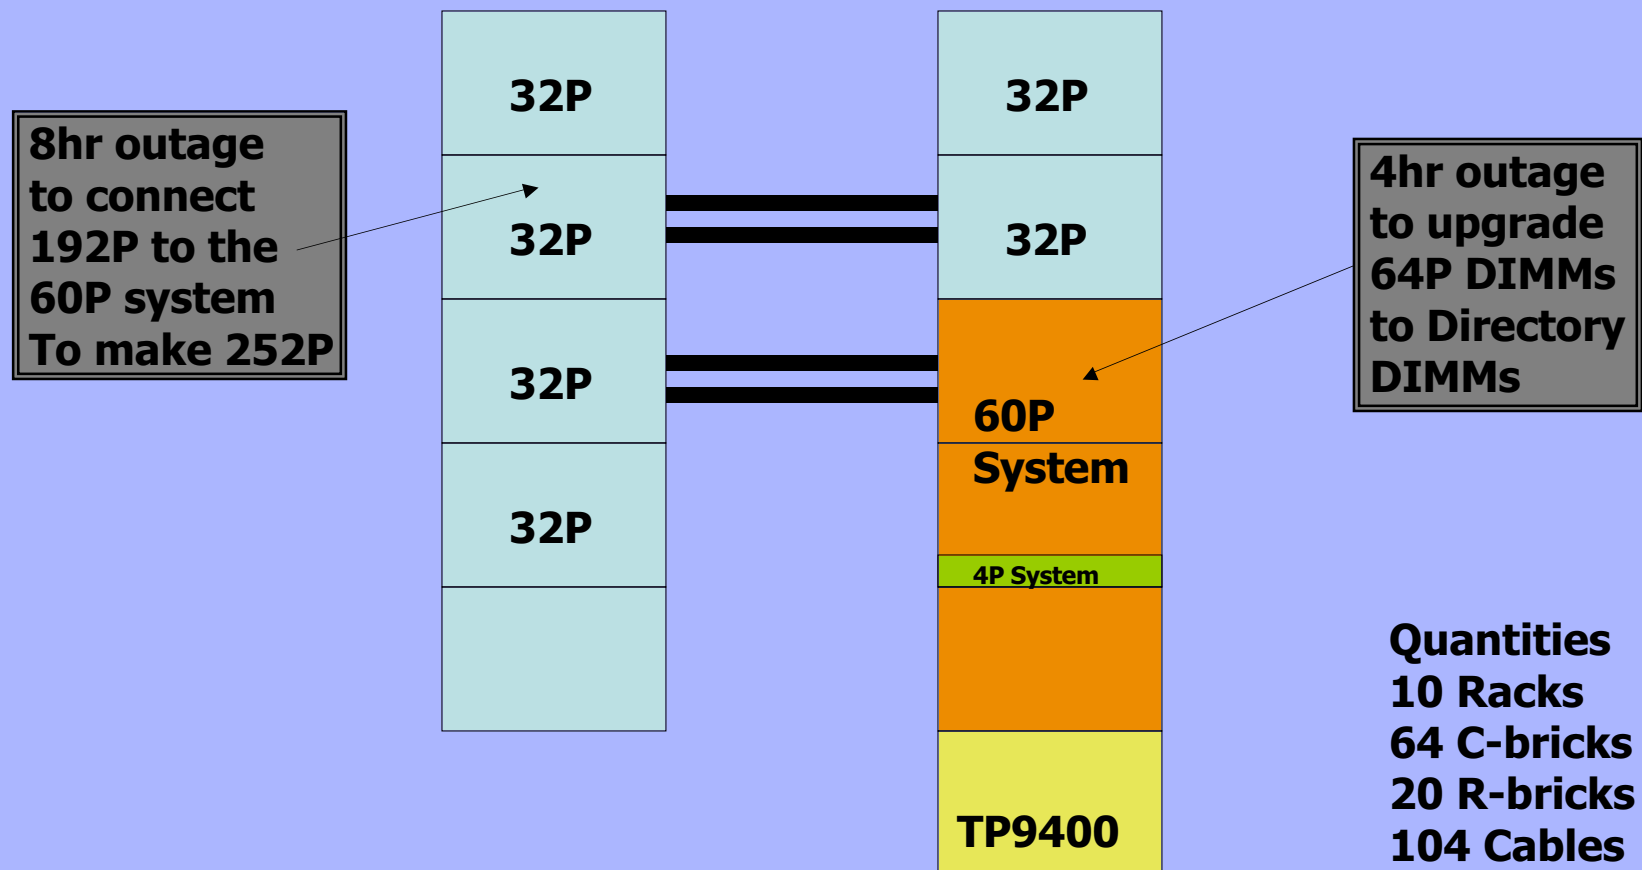 8hr outage
to connect
192P to the
60P system
To make 252P
32P
32P
32P
32P
32P
32P
60P
System
4P System
TP9400
4hr outage
to upgrade
64P DIMMs
to Directory
DIMMs
Quantities
10 Racks
64 C-bricks
20 R-bricks
104 Cables